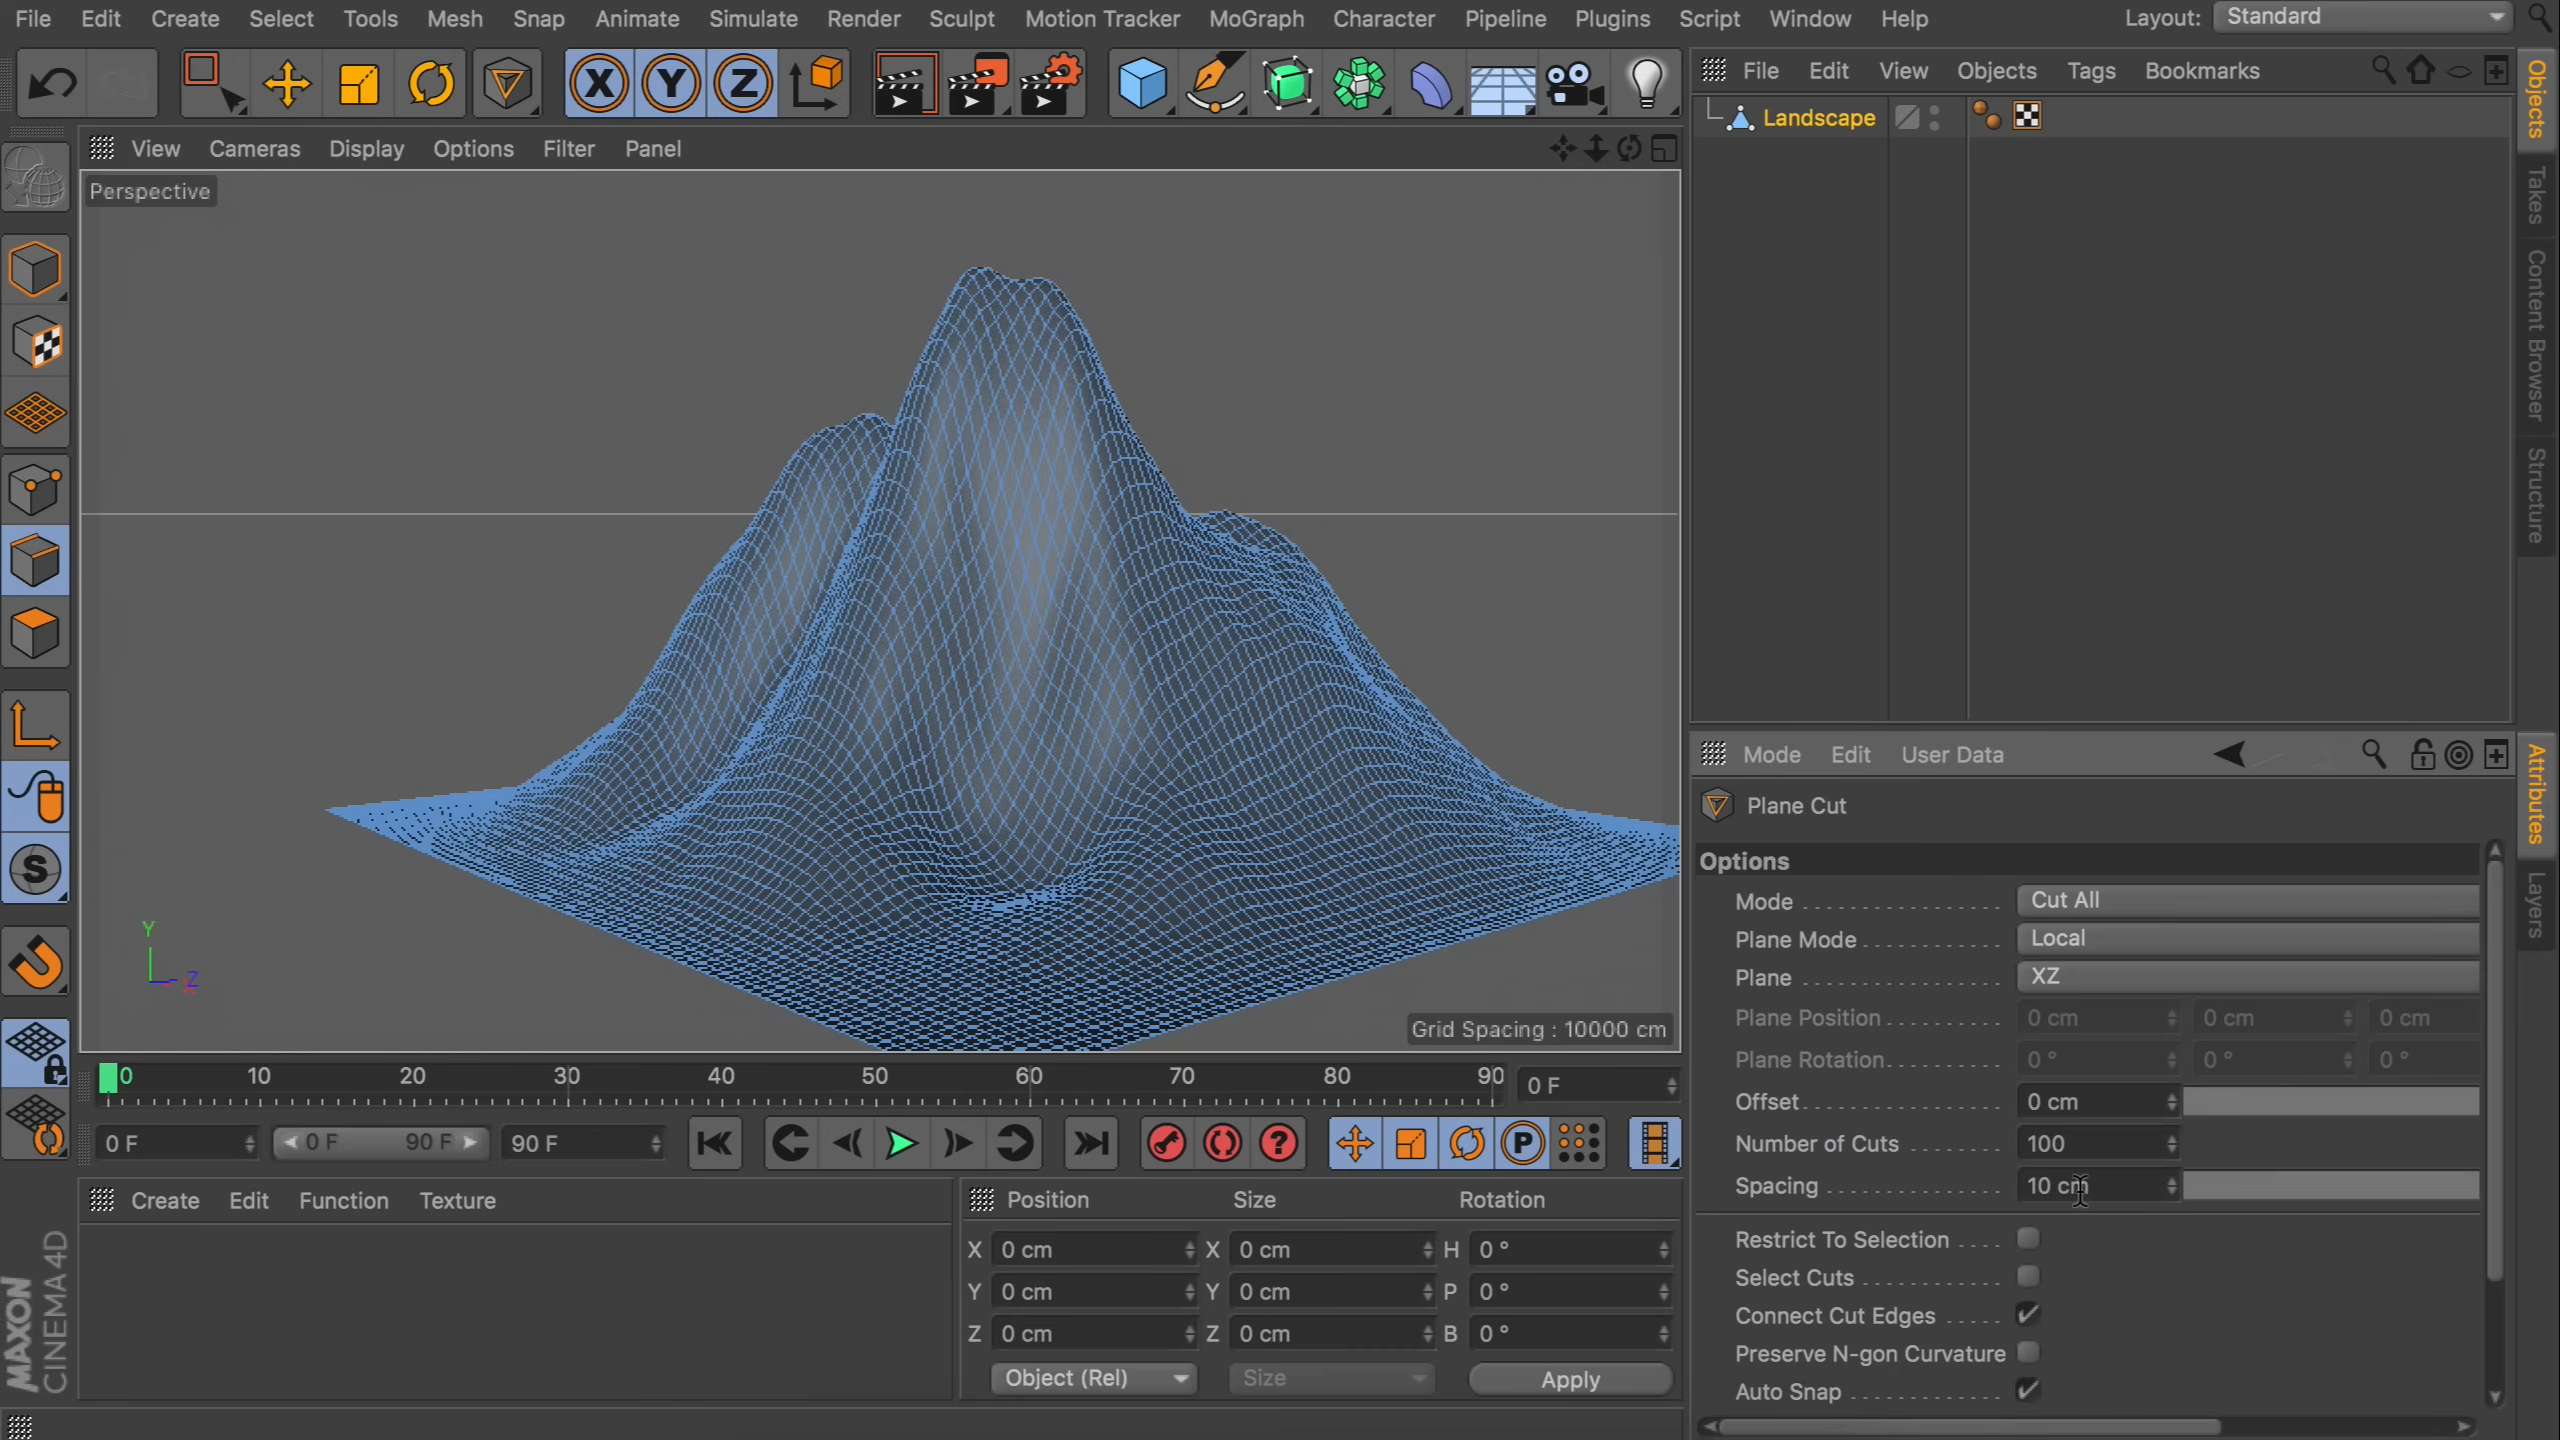 File Edit Create Select Tools Mesh Snap Animate Simulate Render Sculpt Motion Tracker MoGraph Character Pipeline Plugins Script Window Help Layout: Standard
X Y Z
File Edit View Objects Tags Bookmarks
Landscape
View Cameras Display Options Filter Panel
Perspective
Y
Z
Grid Spacing : 10000 cm
0 10 20 30 40 50 60 70 80 90 0 F
0 F 0 F 90 F 90 F
Create Edit Function Texture
Position Size Rotation
X 0 cm X 0 cm H 0 °
Y 0 cm Y 0 cm P 0 °
Z 0 cm Z 0 cm B 0 °
Object (Rel) Size Apply
MAXON
CINEMA 4D
Objects
Takes
Content Browser
Structure
Mode Edit User Data
Plane Cut
Options
Mode Cut All
Plane Mode Local
Plane XZ
Plane Position 0 cm 0 cm 0 cm
Plane Rotation 0 ° 0 ° 0 °
Offset 0 cm
Number of Cuts 100
Spacing 10 cm
Restrict To Selection
Select Cuts
Connect Cut Edges
Preserve N-gon Curvature
Auto Snap
Attributes
Layers
S
P
?